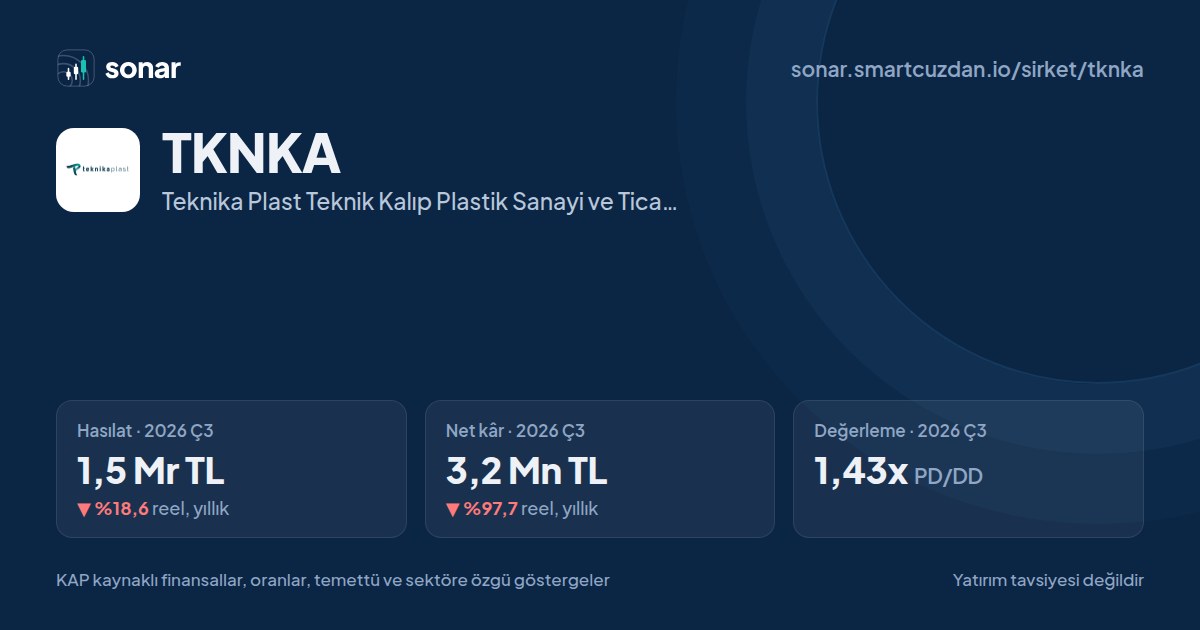 sonar
sonar.smartcuzdan.io/sirket/tknka
teknikaplast
TKNKA
Teknika Plast Teknik Kalıp Plastik Sanayi ve Tica...
Hasılat · 2026 Ç3
1,5 Mr TL
▼ %18,6 reel, yıllık
Net kâr · 2026 Ç3
3,2 Mn TL
▼ %97,7 reel, yıllık
Değerleme · 2026 Ç3
1,43x PD/DD
KAP kaynaklı finansallar, oranlar, temettü ve sektöre özgü göstergeler
Yatırım tavsiyesi değildir